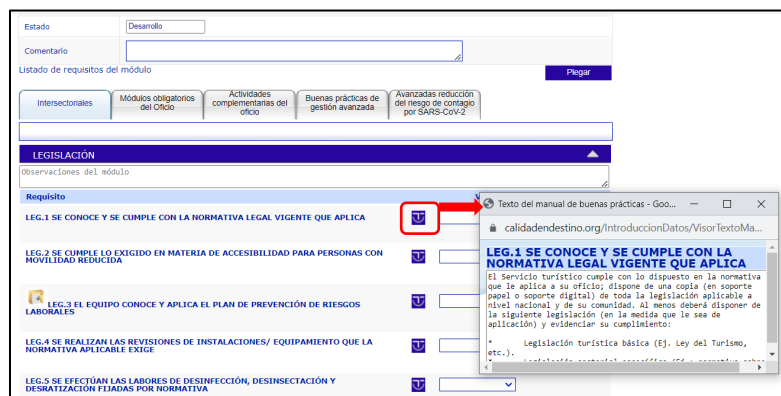 Estado
Desarrollo
Comentario
Listado de requisitos del módulo
Plegar
Intersectoriales
Módulos obligatorios
del Oficio
Actividades
complementarias del
oficio
Buenas prácticas de
gestión avanzada
Avanzadas reducción
del riesgo de contagio
por SARS-CoV-2
LEGISLACIÓN
Observaciones del módulo
Requisito
V
LEG.1 SE CONOCE Y SE CUMPLE CON LA NORMATIVA LEGAL VIGENTE QUE APLICA
LEG.2 SE CUMPLE LO EXIGIDO EN MATERIA DE ACCESIBILIDAD PARA PERSONAS CON
MOVILIDAD REDUCIDA
LEG.3 EL EQUIPO CONOCE Y APLICA EL PLAN DE PREVENCIÓN DE RIESGOS
LABORALES
LEG.4 SE REALIZAN LAS REVISIONES DE INSTALACIONES/ EQUIPAMIENTO QUE LA
NORMATIVA APLICABLE EXIGE
LEG.5 SE EFECTÚAN LAS LABORES DE DESINFECCIÓN, DESINSECTACIÓN Y
DESRATIZACIÓN FIJADAS POR NORMATIVA
Texto del manual de buenas prácticas - Goo...
calidadendestino.org/IntroduccionDatos/VisorTextoMa...
LEG.1 SE CONOCE Y SE CUMPLE CON LA
NORMATIVA LEGAL VIGENTE QUE APLICA
El Servicio turístico cumple con lo dispuesto en la normativa
que le aplica a su oficio; dispone de una copia (en soporte
papel o soporte digital) de toda la legislación aplicable a
nivel nacional y de su comunidad. Al menos deberá disponer de
la siguiente legislación (en la medida que le sea de
aplicación) y evidenciar su cumplimiento:
* Legislación turística básica (Ej. Ley del Turismo,
etc.).
* Legislación sectorial específica (Ej.: normativa sobre